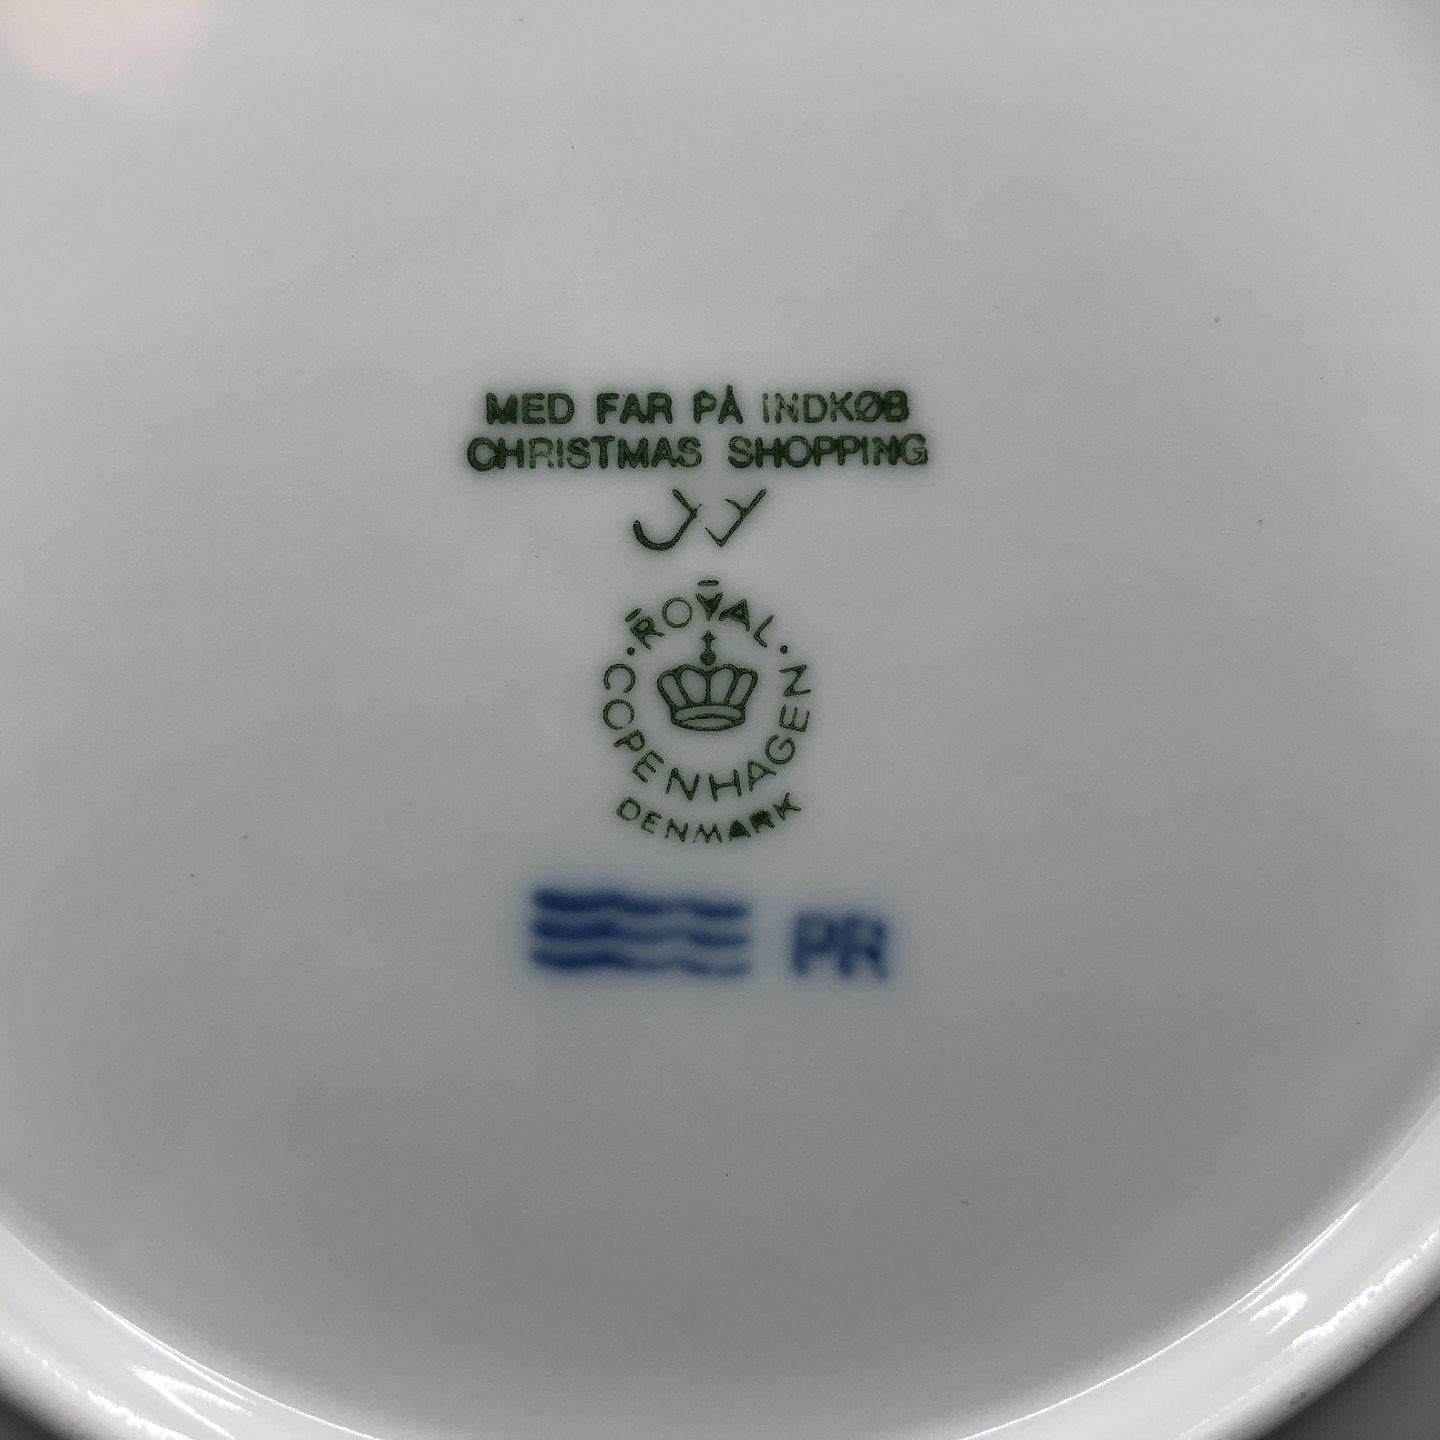 MED FAR PÅ INDKØB
CHRISTMAS SHOPPING
ROYAL
COPENHAGEN
DENMARK
PR